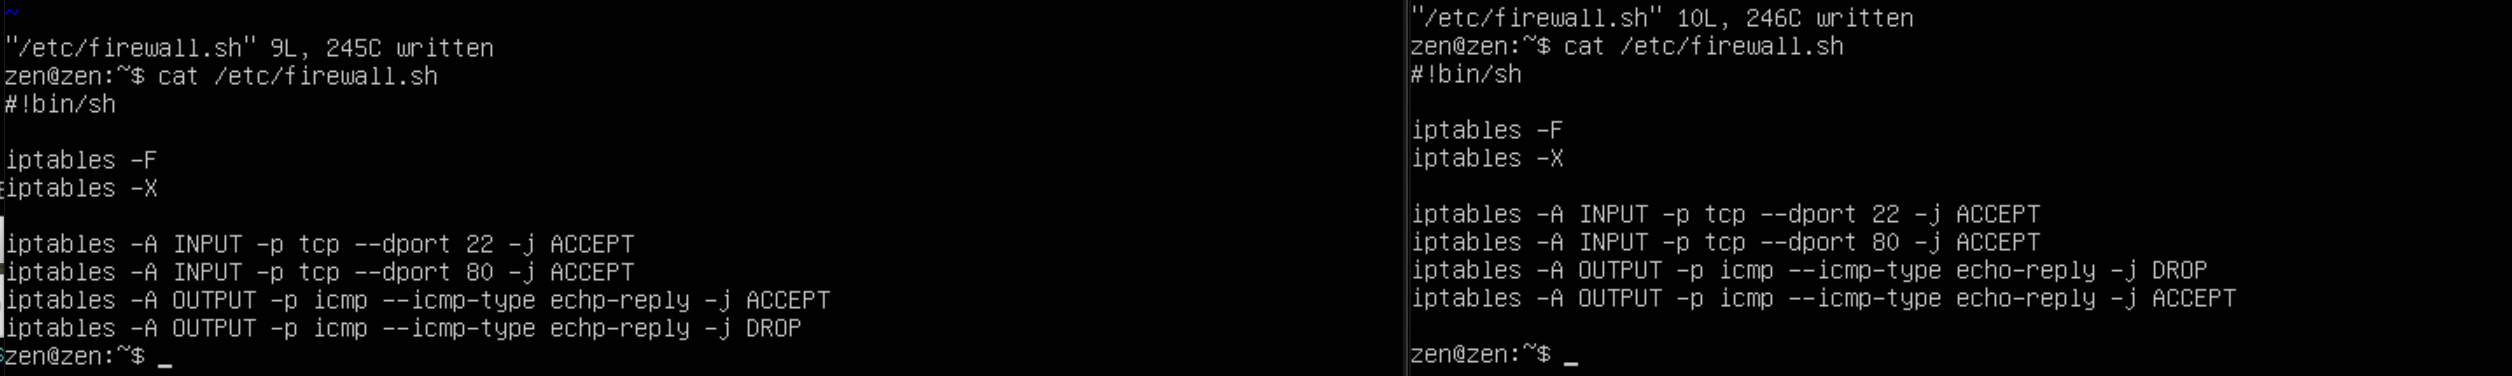 ~
"/etc/firewall.sh" 9L, 245C written
zen@zen:~$ cat /etc/firewall.sh
#!bin/sh

iptables -F
iptables -X

iptables -A INPUT -p tcp --dport 22 -j ACCEPT
iptables -A INPUT -p tcp --dport 80 -j ACCEPT
iptables -A OUTPUT -p icmp --icmp-type echp-reply -j ACCEPT
iptables -A OUTPUT -p icmp --icmp-type echp-reply -j DROP
zen@zen:~$ _
"/etc/firewall.sh" 10L, 246C written
zen@zen:~$ cat /etc/firewall.sh
#!bin/sh

iptables -F
iptables -X

iptables -A INPUT -p tcp --dport 22 -j ACCEPT
iptables -A INPUT -p tcp --dport 80 -j ACCEPT
iptables -A OUTPUT -p icmp --icmp-type echo-reply -j DROP
iptables -A OUTPUT -p icmp --icmp-type echo-reply -j ACCEPT

zen@zen:~$ _